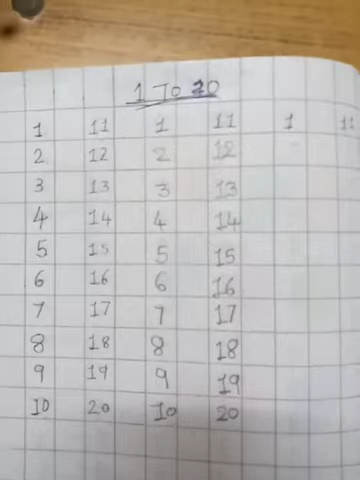 1 To 20
1 11 1 11 1 11
2 12 2 12
3 13 3 13
4 14 4 14
5 15 5 15
6 16 6 16
7 17 7 17
8 18 8 18
9 19 9 19
10 20 10 20